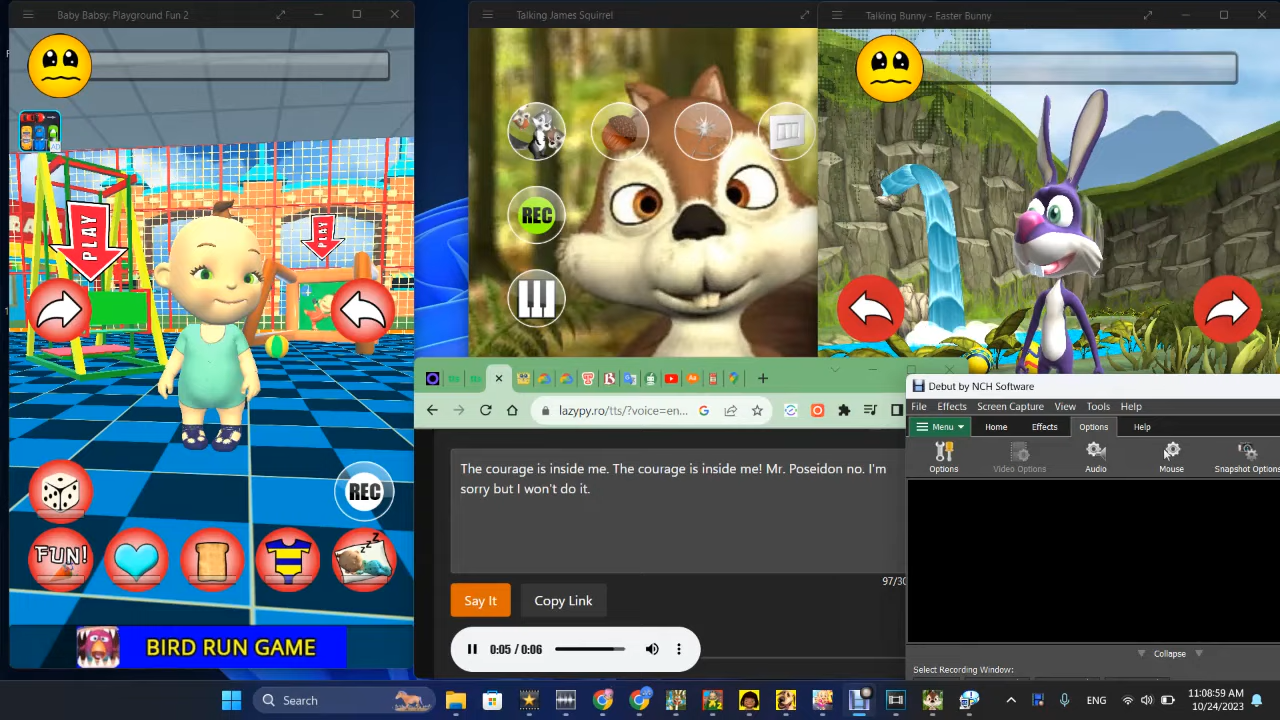 Baby Babsy: Playground Fun 2
AD
PLAY
PLAY
REC
FUN!
BIRD RUN GAME
Talking James Squirrel
REC
Talking Bunny - Easter Bunny
lazypy.ro/tts/?voice=en...
The courage is inside me. The courage is inside me! Mr. Poseidon no. I'm
sorry but I won't do it.
97/30
Say It
Copy Link
0:05 / 0:06
Debut by NCH Software
File Effects Screen Capture View Tools Help
Menu Home Effects Options Help
Options Video Options Audio Mouse Snapshot Option
Collapse
Select Recording Window:
Search
ENG
11:08:59 AM
10/24/2023